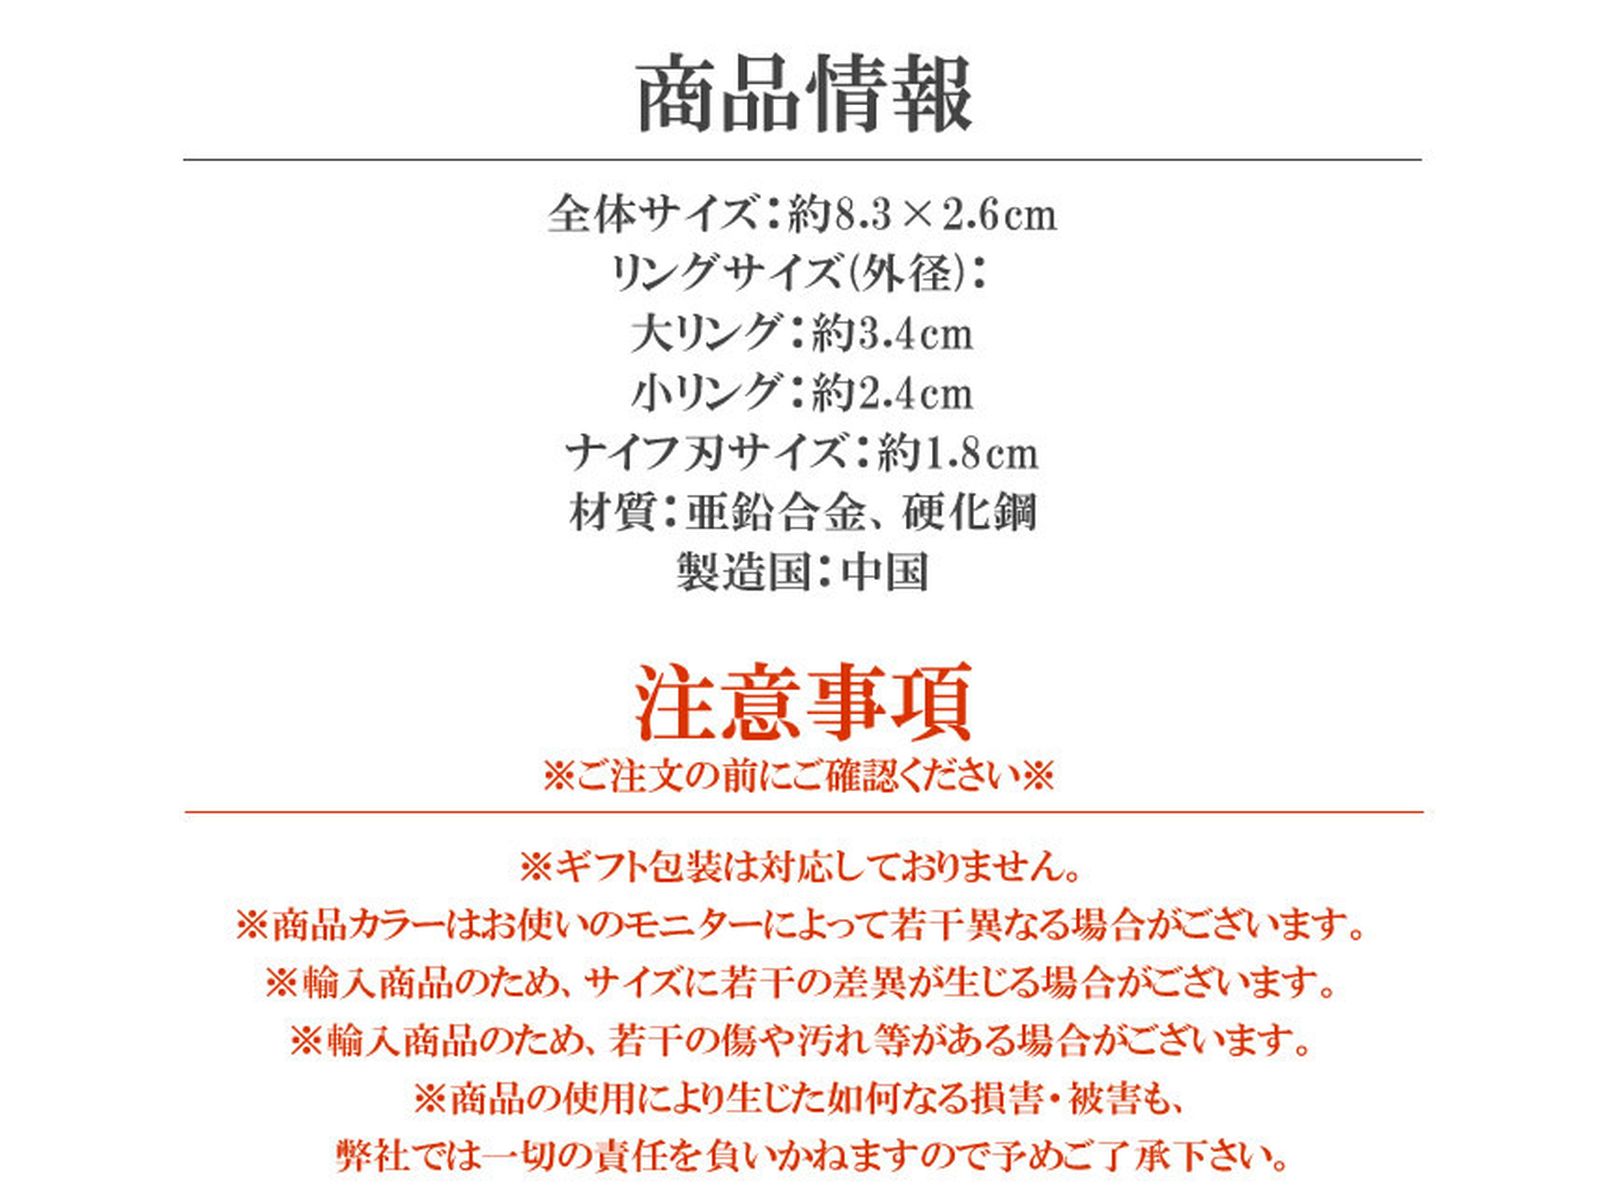 商品情報
全体サイズ：約8.3×2.6cm
リングサイズ(外径)：
大リング：約3.4cm
小リング：約2.4cm
ナイフ刃サイズ：約1.8cm
材質：亜鉛合金、硬化鋼
製造国：中国
注意事項
※ご注文の前にご確認ください※
※ギフト包装は対応しておりません。
※商品カラーはお使いのモニターによって若干異なる場合がございます。
※輸入商品のため、サイズに若干の差異が生じる場合がございます。
※輸入商品のため、若干の傷や汚れ等がある場合がございます。
※商品の使用により生じた如何なる損害・被害も、
弊社では一切の責任を負いかねますので予めご了承下さい。